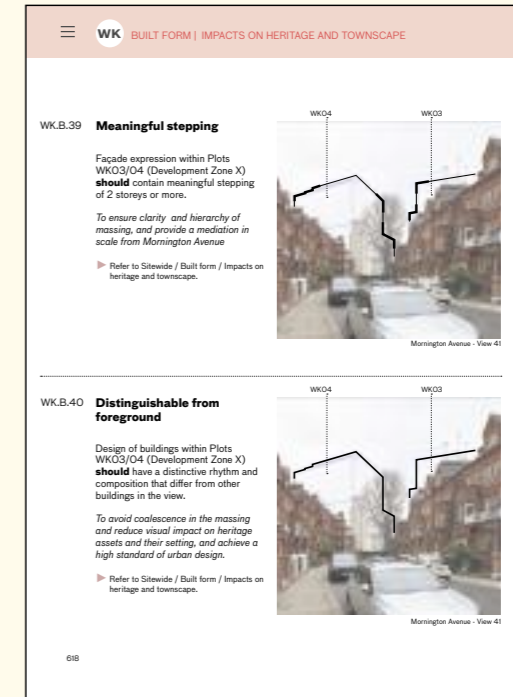 WK BUILT FORM | IMPACTS ON HERITAGE AND TOWNSCAPE
WK.B.39 Meaningful stepping
Façade expression within Plots
WK03/04 (Development Zone X)
should contain meaningful stepping
of 2 storeys or more.
To ensure clarity and hierarchy of
massing, and provide a mediation in
scale from Mornington Avenue
Refer to Sitewide / Built form / Impacts on
heritage and townscape.
WK04 WK03
Mornington Avenue - View 41
WK.B.40 Distinguishable from
foreground
Design of buildings within Plots
WK03/04 (Development Zone X)
should have a distinctive rhythm and
composition that differ from other
buildings in the view.
To avoid coalescence in the massing
and reduce visual impact on heritage
assets and their setting, and achieve a
high standard of urban design.
Refer to Sitewide / Built form / Impacts on
heritage and townscape.
WK04 WK03
Mornington Avenue - View 41
618